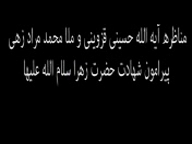 مناظره آیه الله حسینی قزوینی و ملا محمد مراد زهی
پیرامون شهادت حضرت زهرا سلام الله علیها